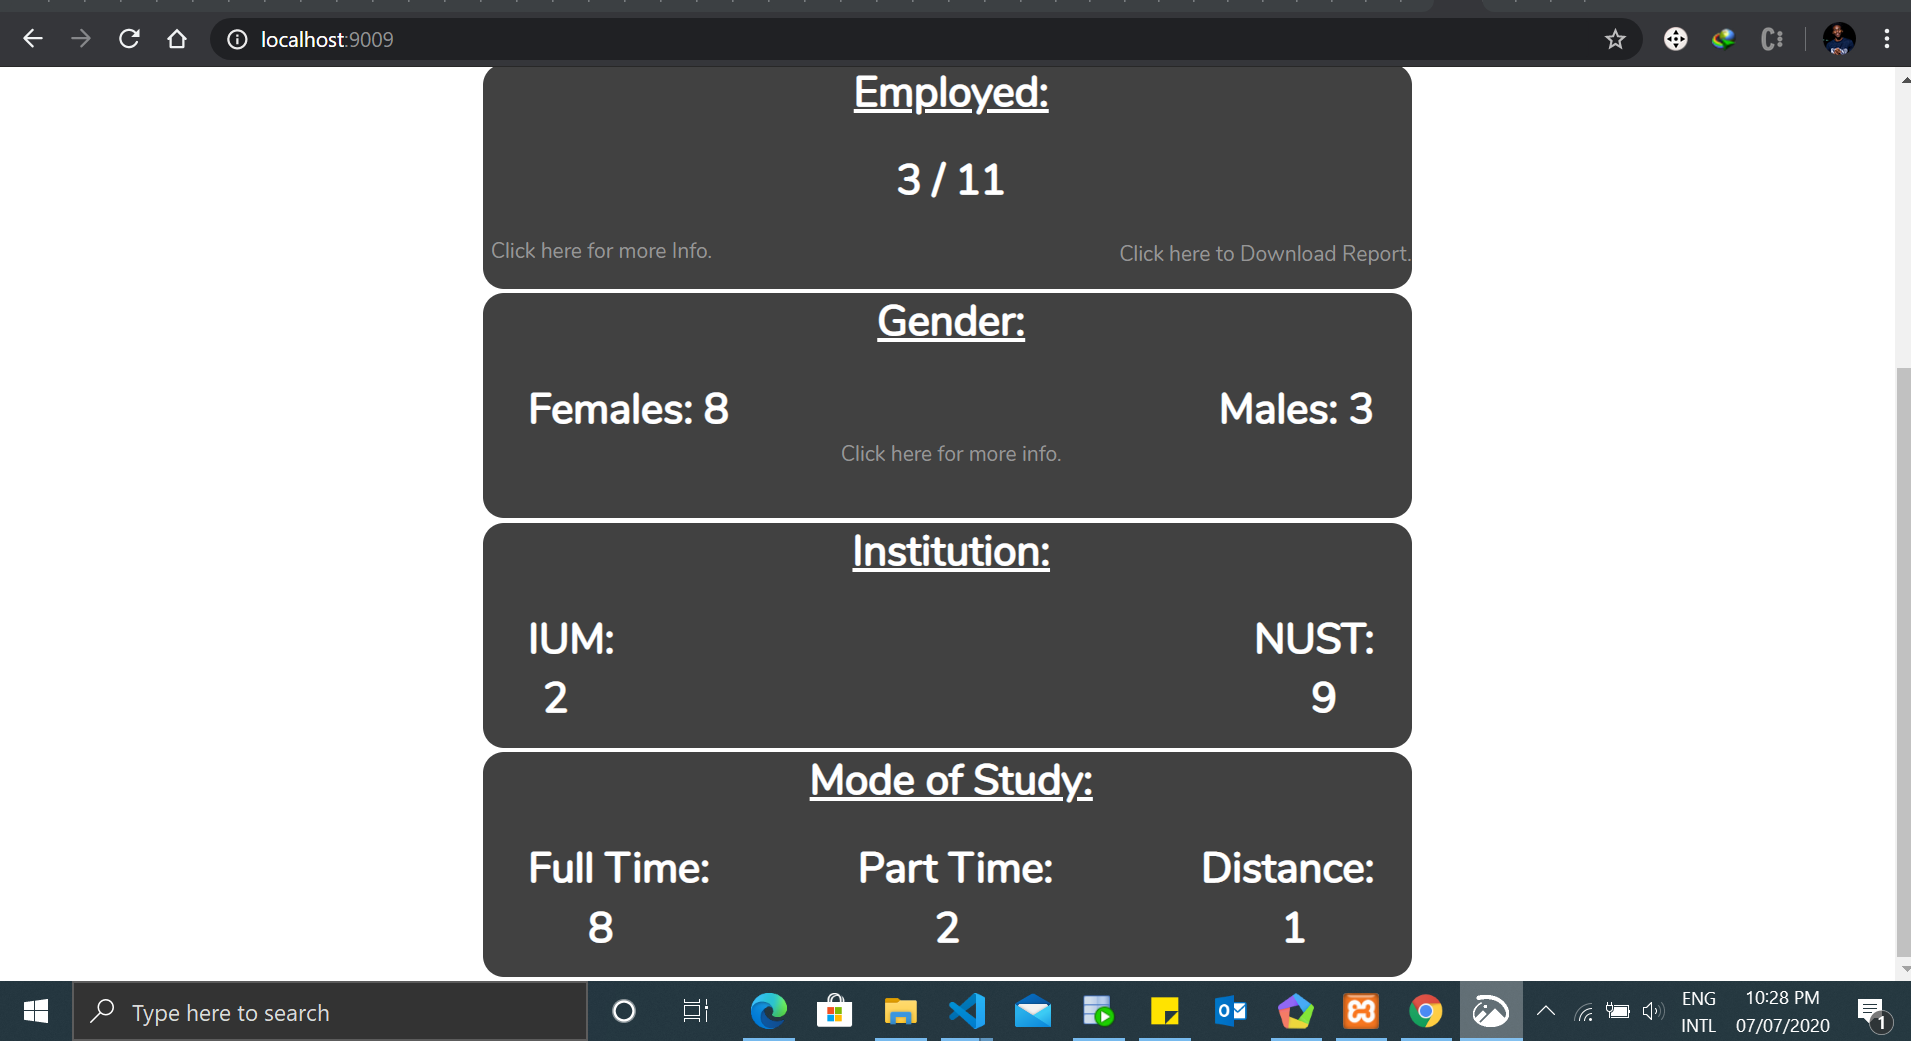 localhost:9009
Employed:
3 / 11
Click here for more Info.
Click here to Download Report.
Gender:
Females: 8
Males: 3
Click here for more info.
Institution:
IUM:
NUST:
2
9
Mode of Study:
Full Time:
Part Time:
Distance:
8
2
1
Type here to search
ENG
INTL
10:28 PM
07/07/2020
1